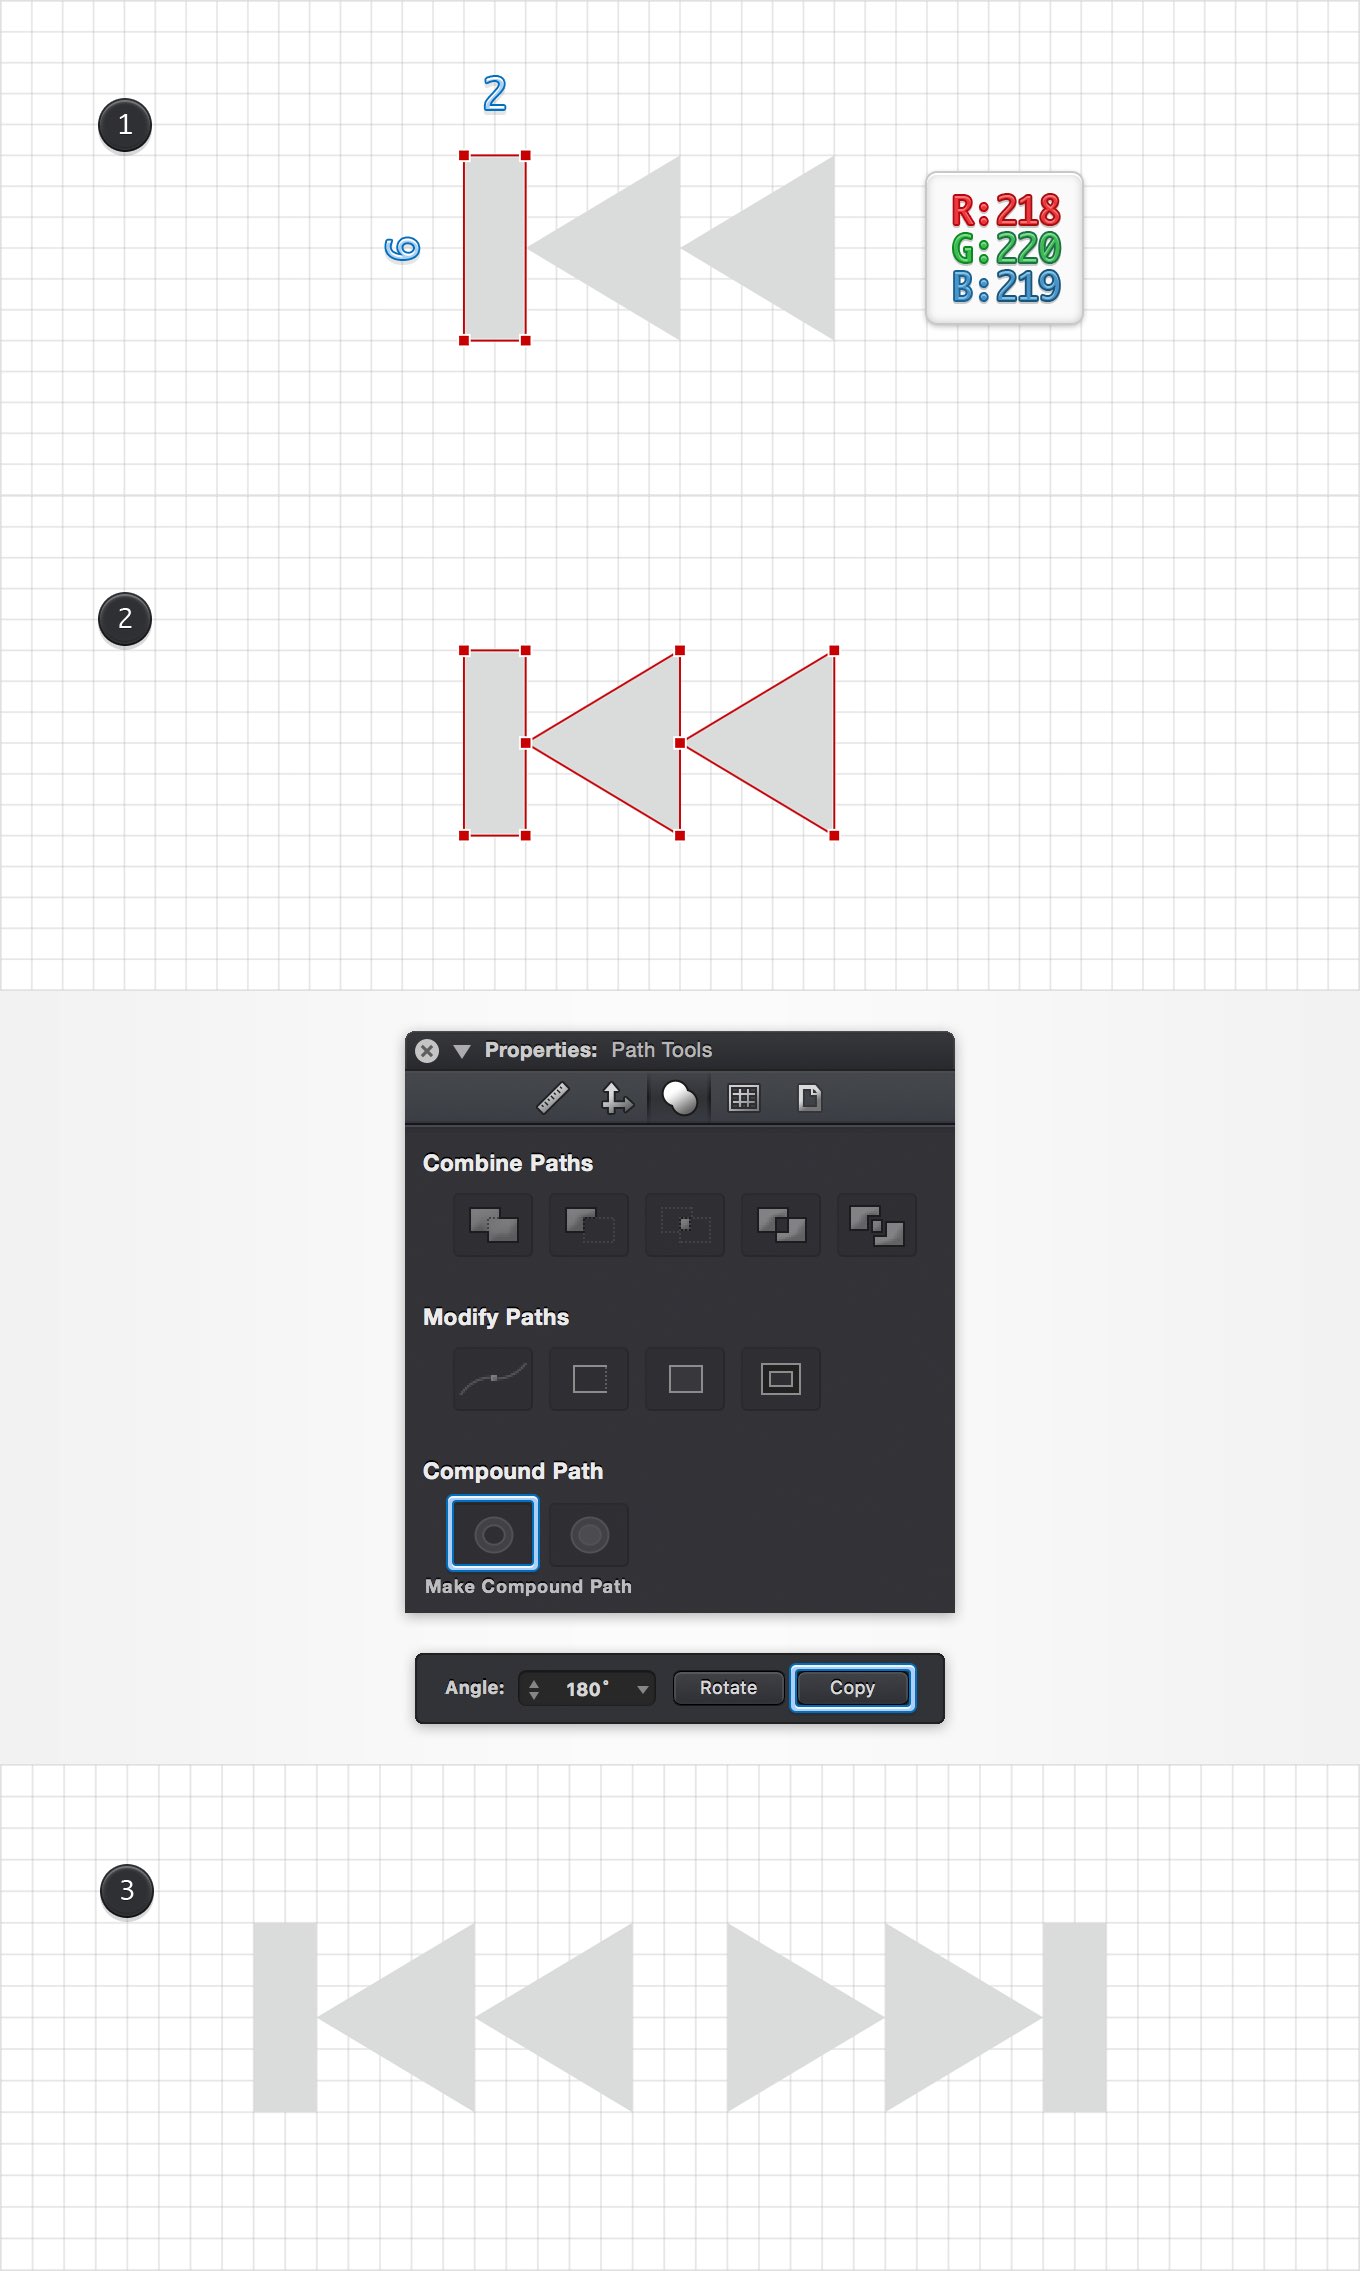 1
2
6
R:218
G:220
B:219
2
Properties: Path Tools
Combine Paths
Modify Paths
Compound Path
Make Compound Path
Angle: 180° Rotate Copy
3